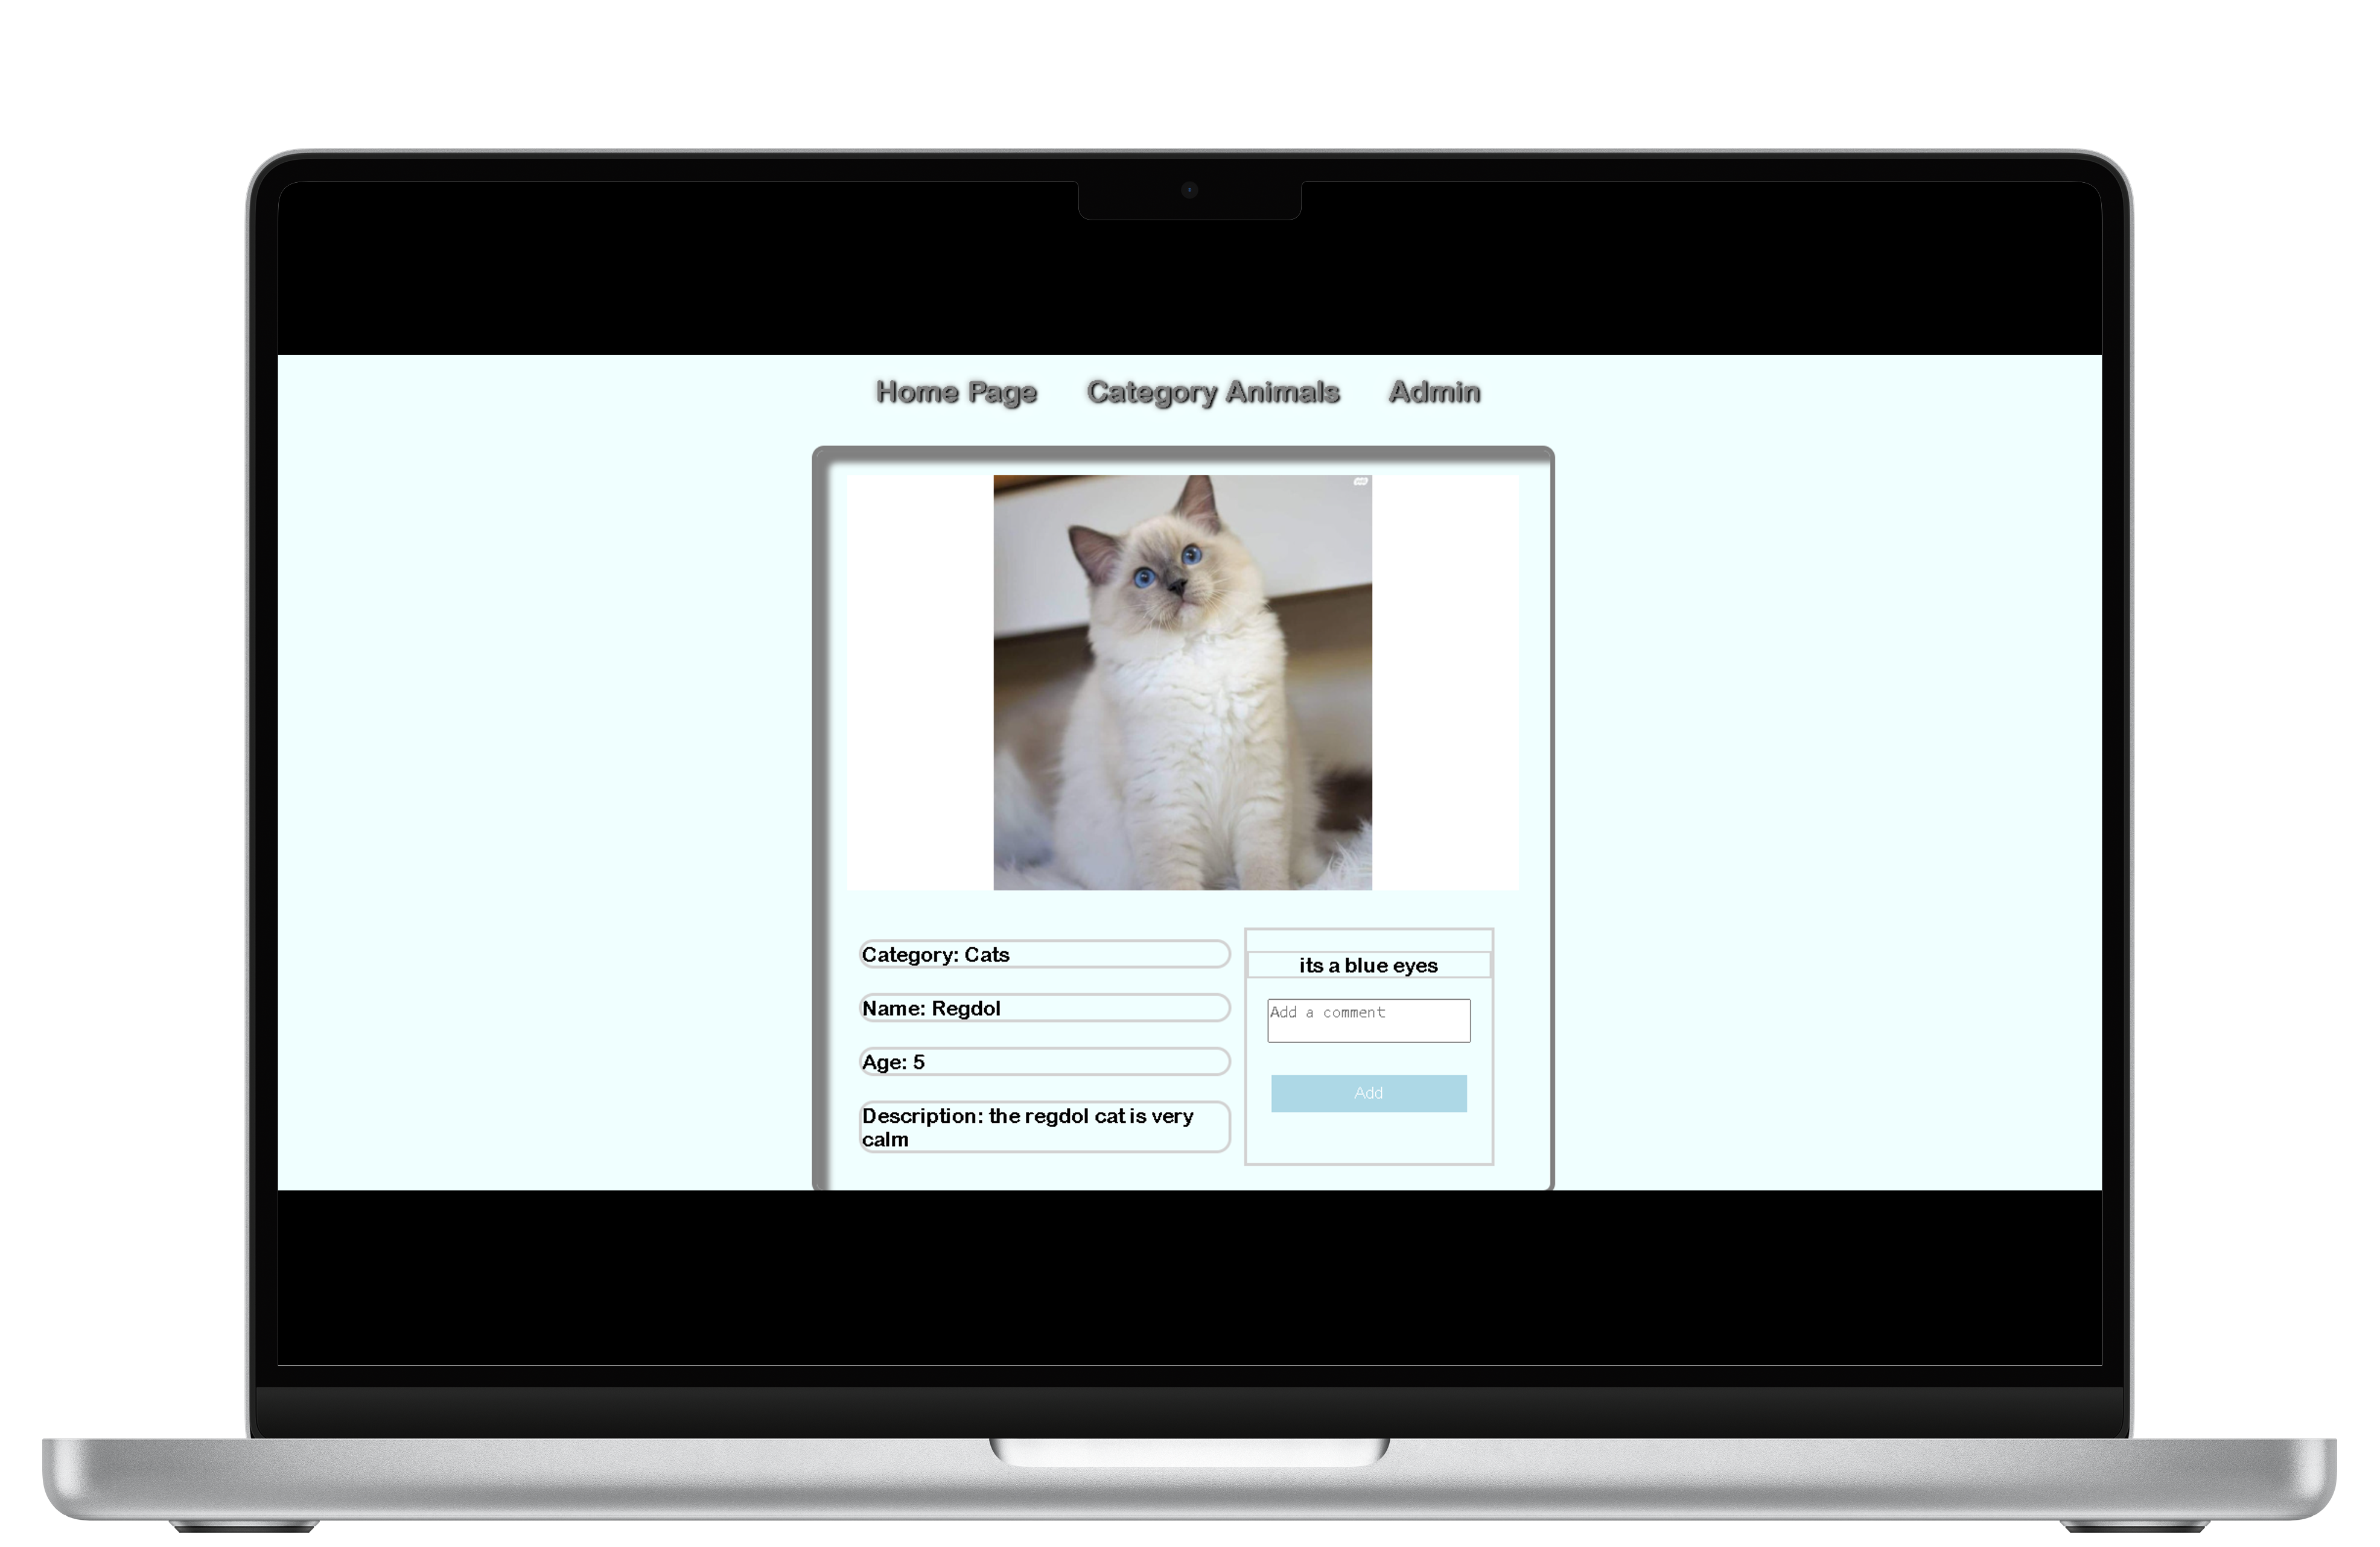 Home Page Category Animals Admin
Category: Cats
Name: Regdol
Age: 5
Description: the regdol cat is very
calm
its a blue eyes
Add a comment
Add